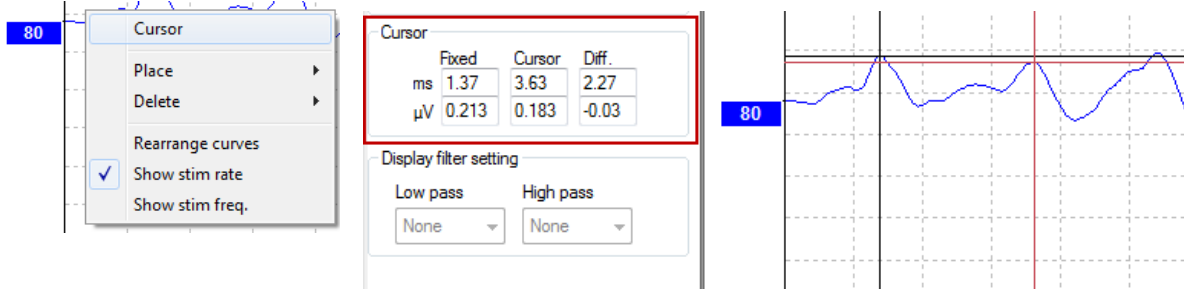 80
Cursor
Place
Delete
Rearrange curves
Show stim rate
Show stim freq.
Cursor
Fixed Cursor Diff.
ms 1.37 3.63 2.27
µV 0.213 0.183 -0.03
Display filter setting
Low pass High pass
None None
80